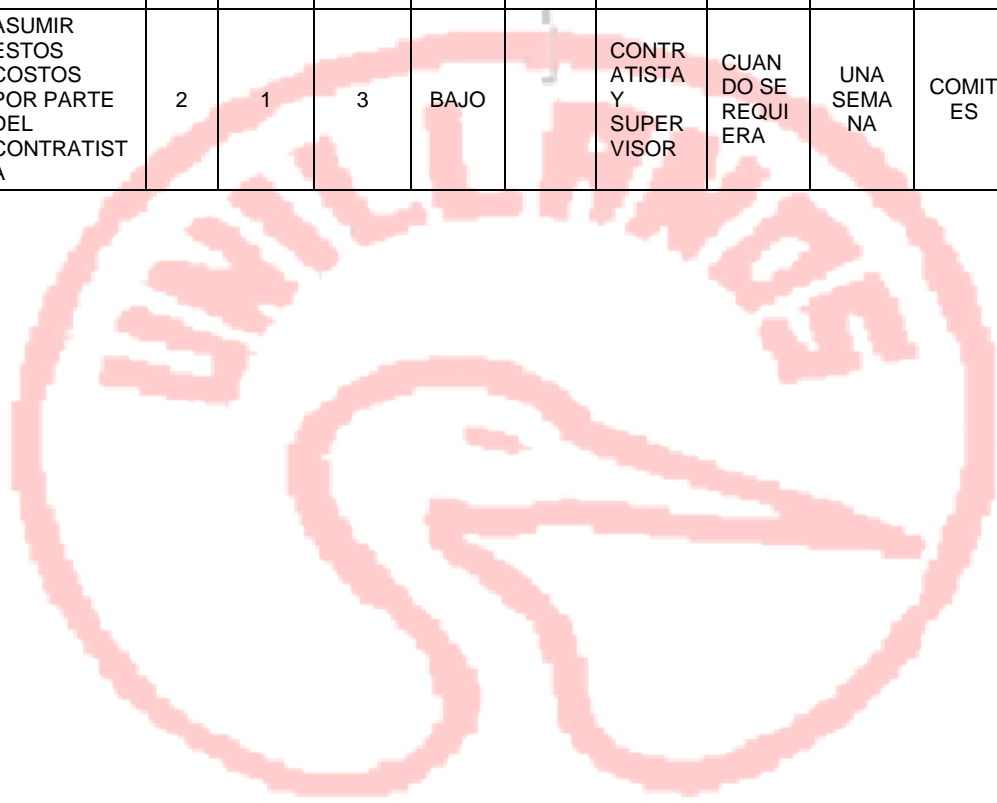 ASUMIR
ESTOS
COSTOS
POR PARTE
DEL
CONTRATIST
A
2
1
3
BAJO
CONTR
ATISTA
Y
SUPER
VISOR
CUAN
DO SE
REQUI
ERA
UNA
SEMA
NA
COMIT
ES
UNILLANOS